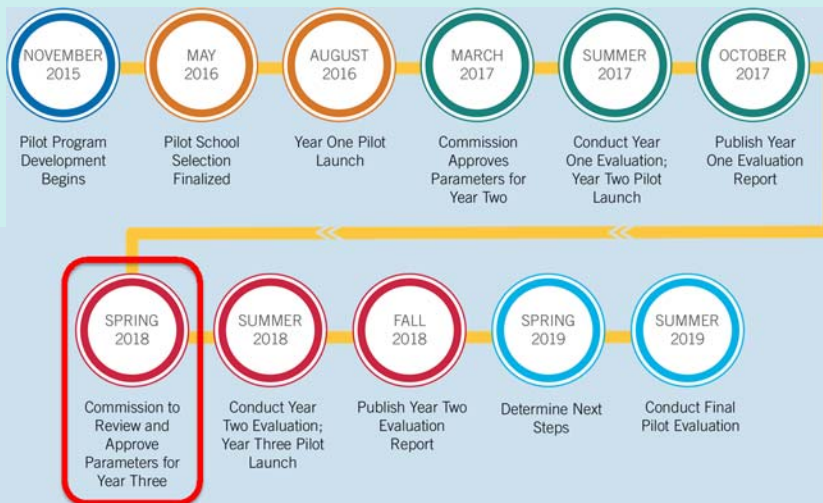 NOVEMBER
2015
Pilot Program
Development
Begins
MAY
2016
Pilot School
Selection
Finalized
AUGUST
2016
Year One Pilot
Launch
MARCH
2017
Commission
Approves
Parameters for
Year Two
SUMMER
2017
Conduct Year
One Evaluation;
Year Two Pilot
Launch
OCTOBER
2017
Publish Year
One Evaluation
Report
SPRING
2018
Commission to
Review and
Approve
Parameters for
Year Three
SUMMER
2018
Conduct Year
Two Evaluation;
Year Three Pilot
Launch
FALL
2018
Publish Year Two
Evaluation
Report
SPRING
2019
Determine Next
Steps
SUMMER
2019
Conduct Final
Pilot Evaluation